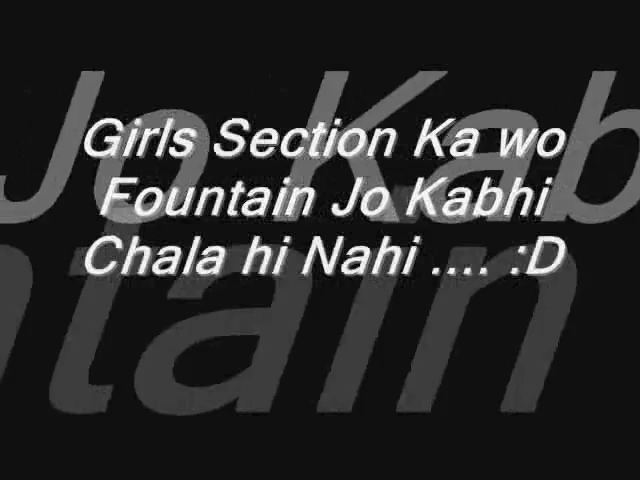 Girls Section Ka wo
Fountain Jo Kabhi
Chala hi Nahi .... :D